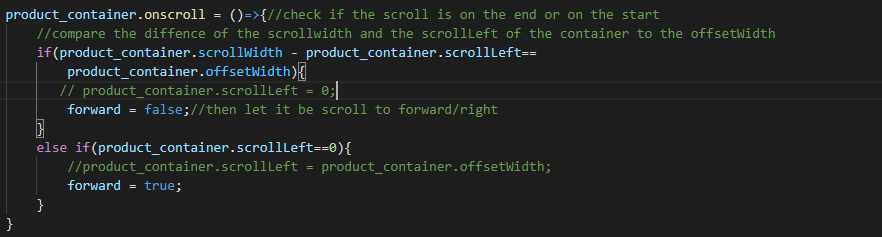 product_container.onscroll = ()=>{//check if the scroll is on the end or on the start
//compare the diffence of the scrollwidth and the scrollLeft of the container to the offsetWidth
if(product_container.scrollWidth - product_container.scrollLeft==
product_container.offsetWidth){
// product_container.scrollLeft = 0;
forward = false;//then let it be scroll to forward/right
}
else if(product_container.scrollLeft==0){
//product_container.scrollLeft = product_container.offsetWidth;
forward = true;
}
}